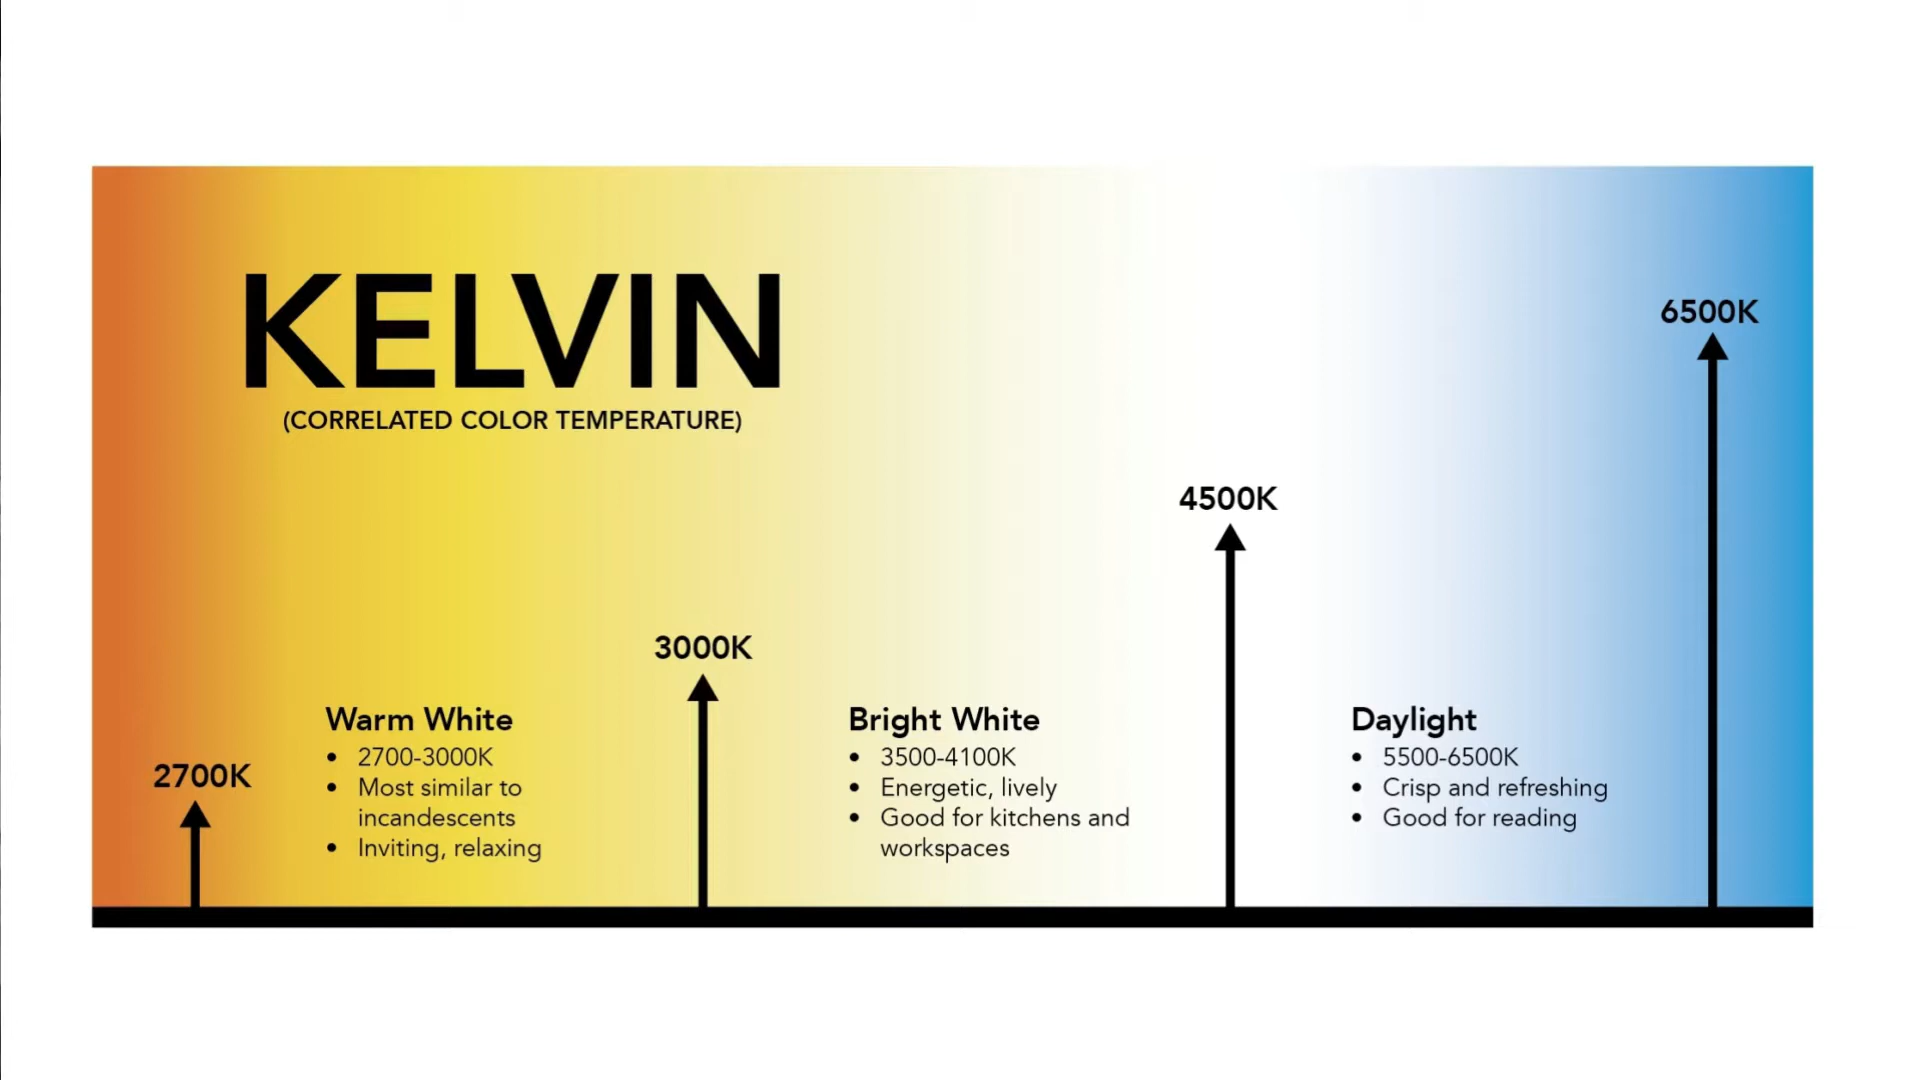 KELVIN
(CORRELATED COLOR TEMPERATURE)
6500K
4500K
3000K
2700K
Warm White
• 2700-3000K
• Most similar to
incandescents
• Inviting, relaxing
Bright White
• 3500-4100K
• Energetic, lively
• Good for kitchens and
workspaces
Daylight
• 5500-6500K
• Crisp and refreshing
• Good for reading